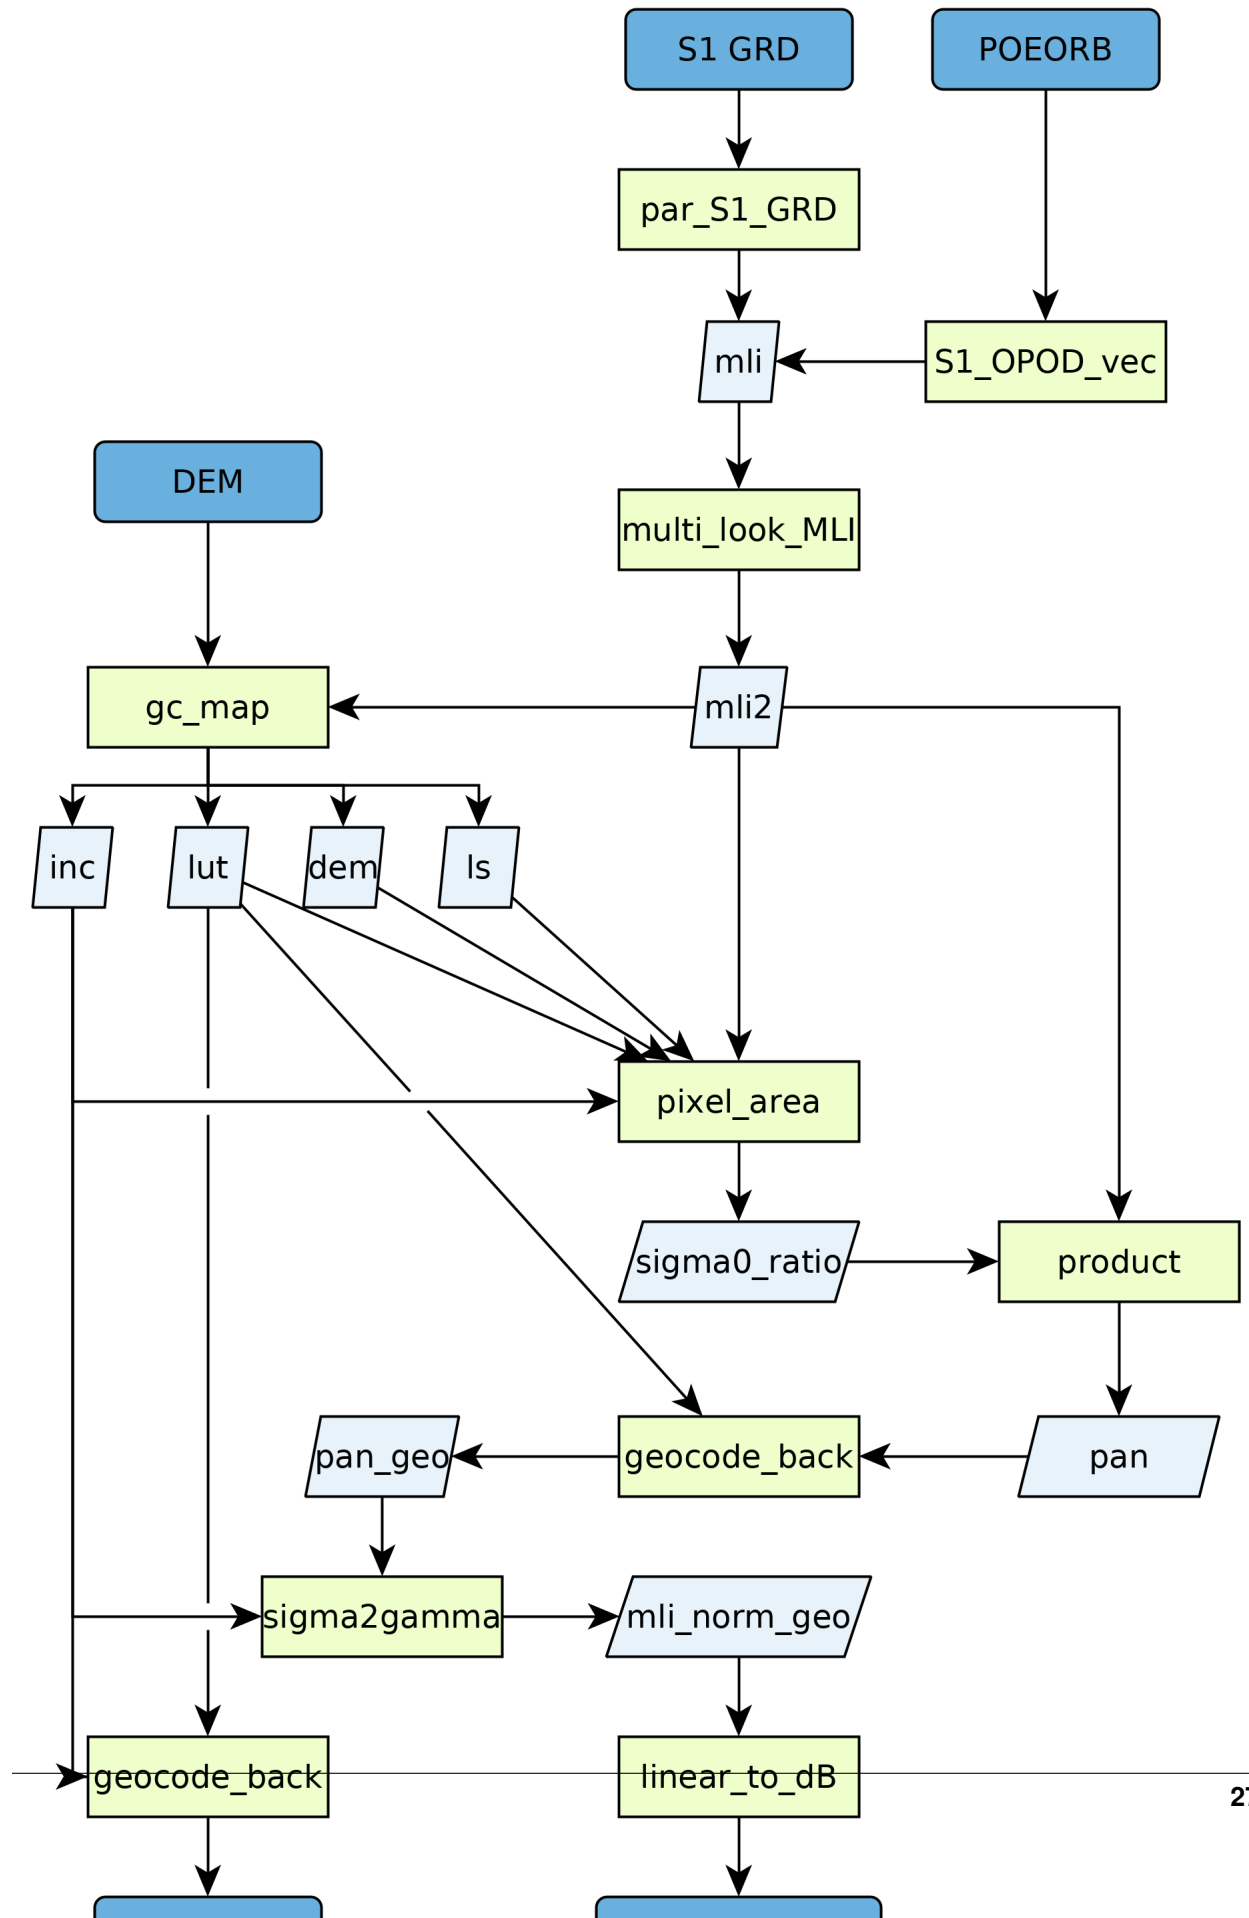 S1 GRD
POEORB
par_S1_GRD
mli
S1_OPOD_vec
DEM
multi_look_MLI
gc_map
mli2
inc
lut
dem
ls
pixel_area
sigma0_ratio
product
pan_geo
geocode_back
pan
sigma2gamma
mli_norm_geo
geocode_back
linear_to_dB
27